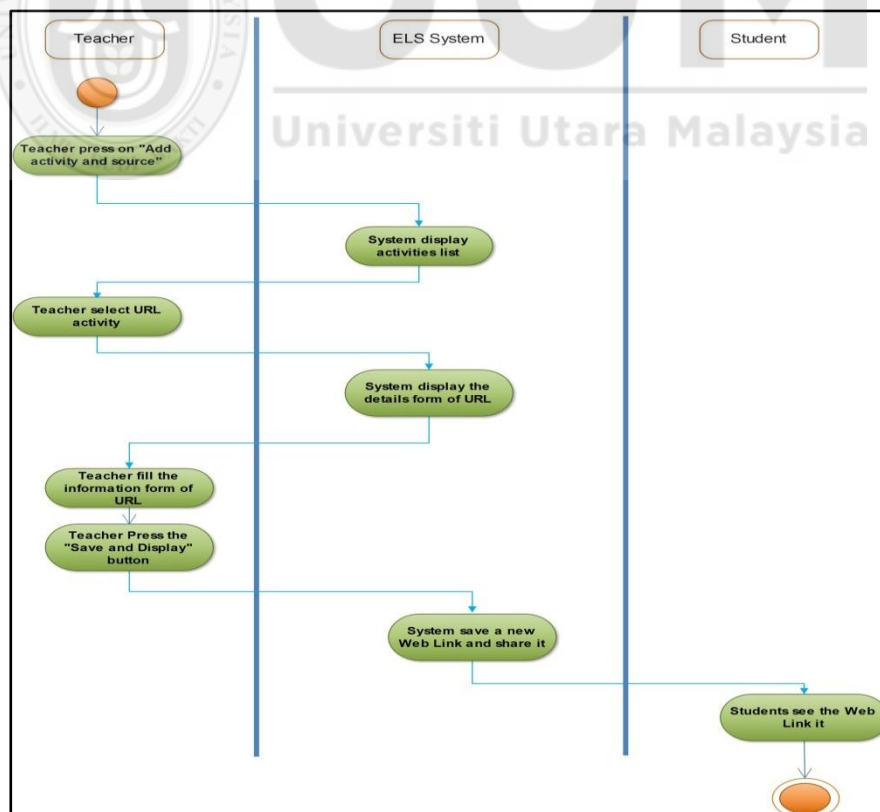 Teacher
ELS System
Student
Universiti Utara Malaysia
Teacher press on "Add
activity and source"
System display
activities list
Teacher select URL
activity
System display the
details form of URL
Teacher fill the
information form of
URL
Teacher Press the
"Save and Display"
button
System save a new
Web Link and share it
Students see the Web
Link it